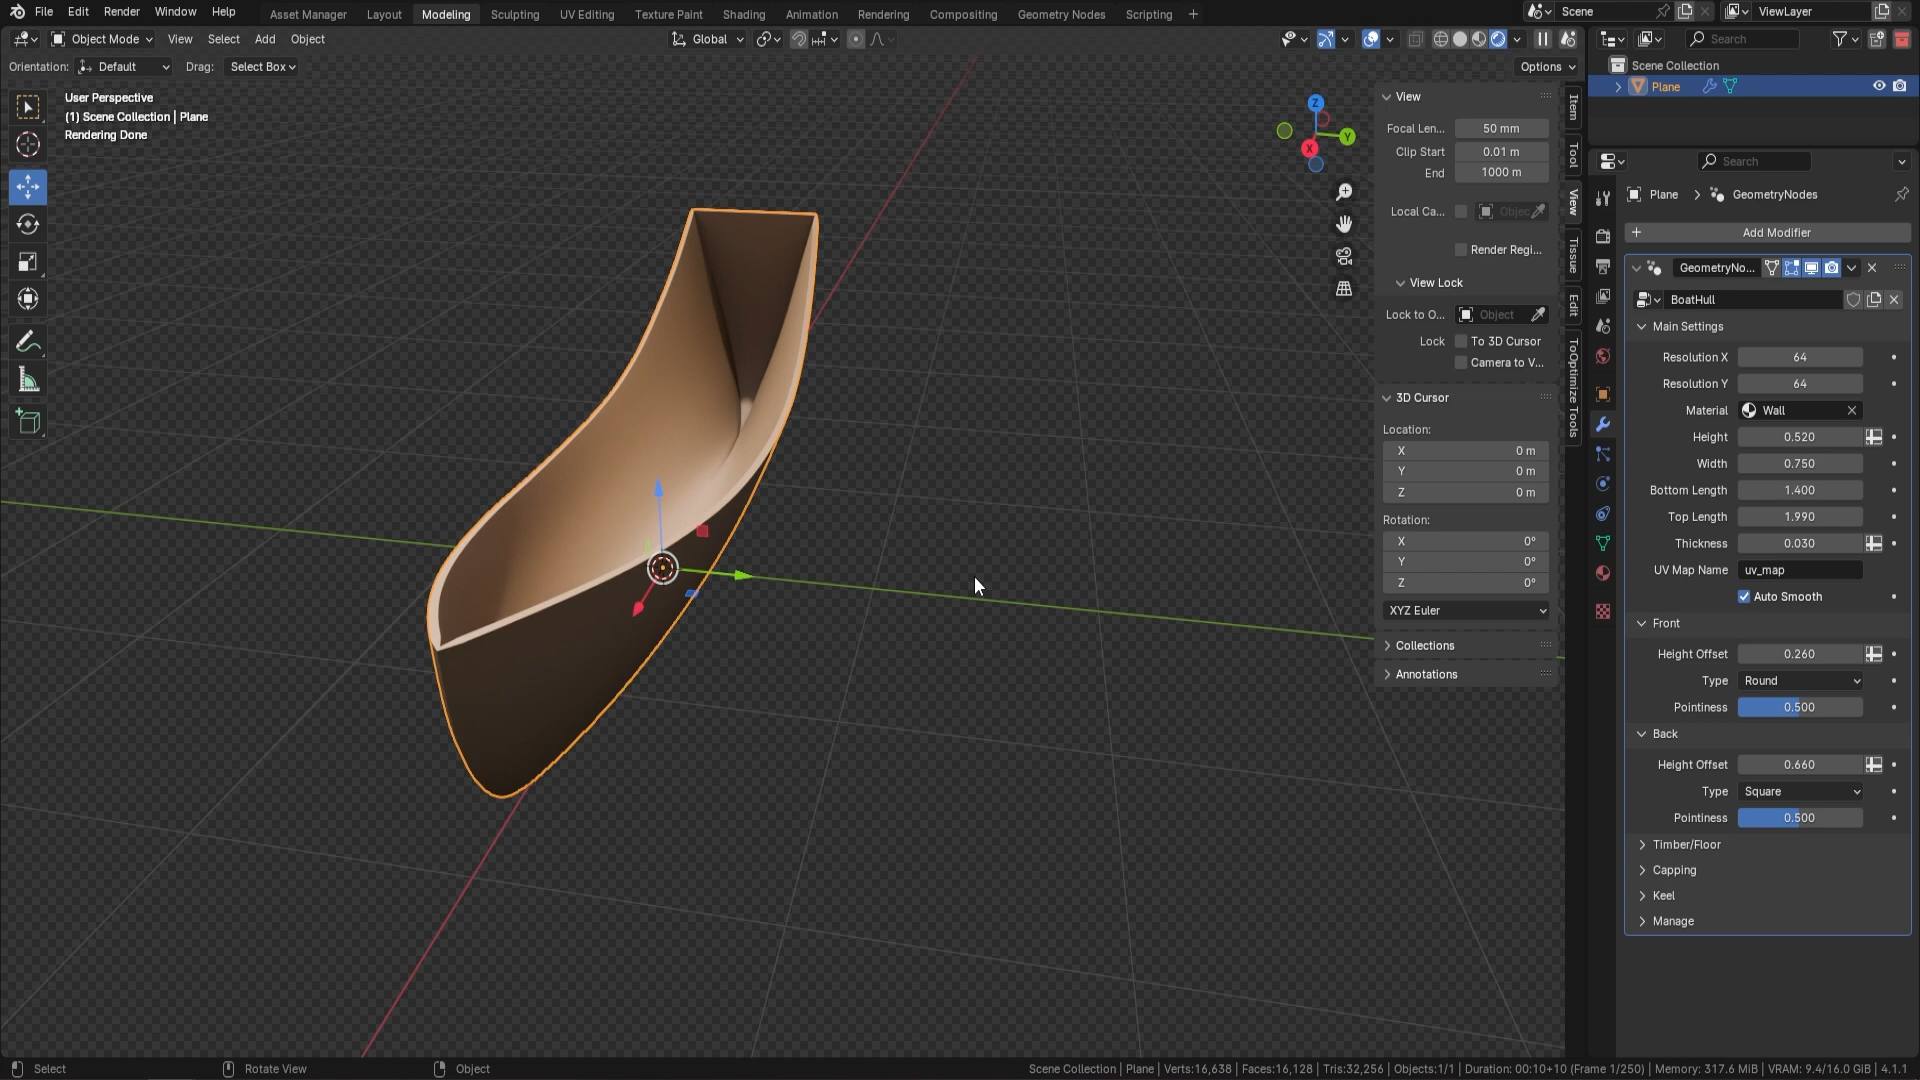 File Edit Render Window Help
Asset Manager Layout Modeling Sculpting UV Editing Texture Paint Shading Animation Rendering Compositing Geometry Nodes Scripting +
Scene
ViewLayer
Object Mode View Select Add Object
Global
Search
Orientation: Default Drag: Select Box
Options
User Perspective
(1) Scene Collection | Plane
Rendering Done
Z
Y
X
View
Focal Len... 50 mm
Clip Start 0.01 m
End 1000 m
Local Ca... Objec
Render Regi...
View Lock
Lock to O... Object
Lock To 3D Cursor
Camera to V...
3D Cursor
Location:
X 0 m
Y 0 m
Z 0 m
Rotation:
X 0°
Y 0°
Z 0°
XYZ Euler
Collections
Annotations
Item
Tool
View
Tissue
Edit
ToOptimize Tools
Scene Collection
Plane
Search
Plane > GeometryNodes
+ Add Modifier
GeometryNo...
BoatHull
Main Settings
Resolution X 64
Resolution Y 64
Material Wall
Height 0.520
Width 0.750
Bottom Length 1.400
Top Length 1.990
Thickness 0.030
UV Map Name uv_map
Auto Smooth
Front
Height Offset 0.260
Type Round
Pointiness 0.500
Back
Height Offset 0.660
Type Square
Pointiness 0.500
Timber/Floor
Capping
Keel
Manage
Select Rotate View Object
Scene Collection | Plane | Verts:16,638 | Faces:16,128 | Tris:32,256 | Objects:1/1 | Duration: 00:10+10 (Frame 1/250) | Memory: 317.6 MiB | VRAM: 9.4/16.0 GiB | 4.1.1